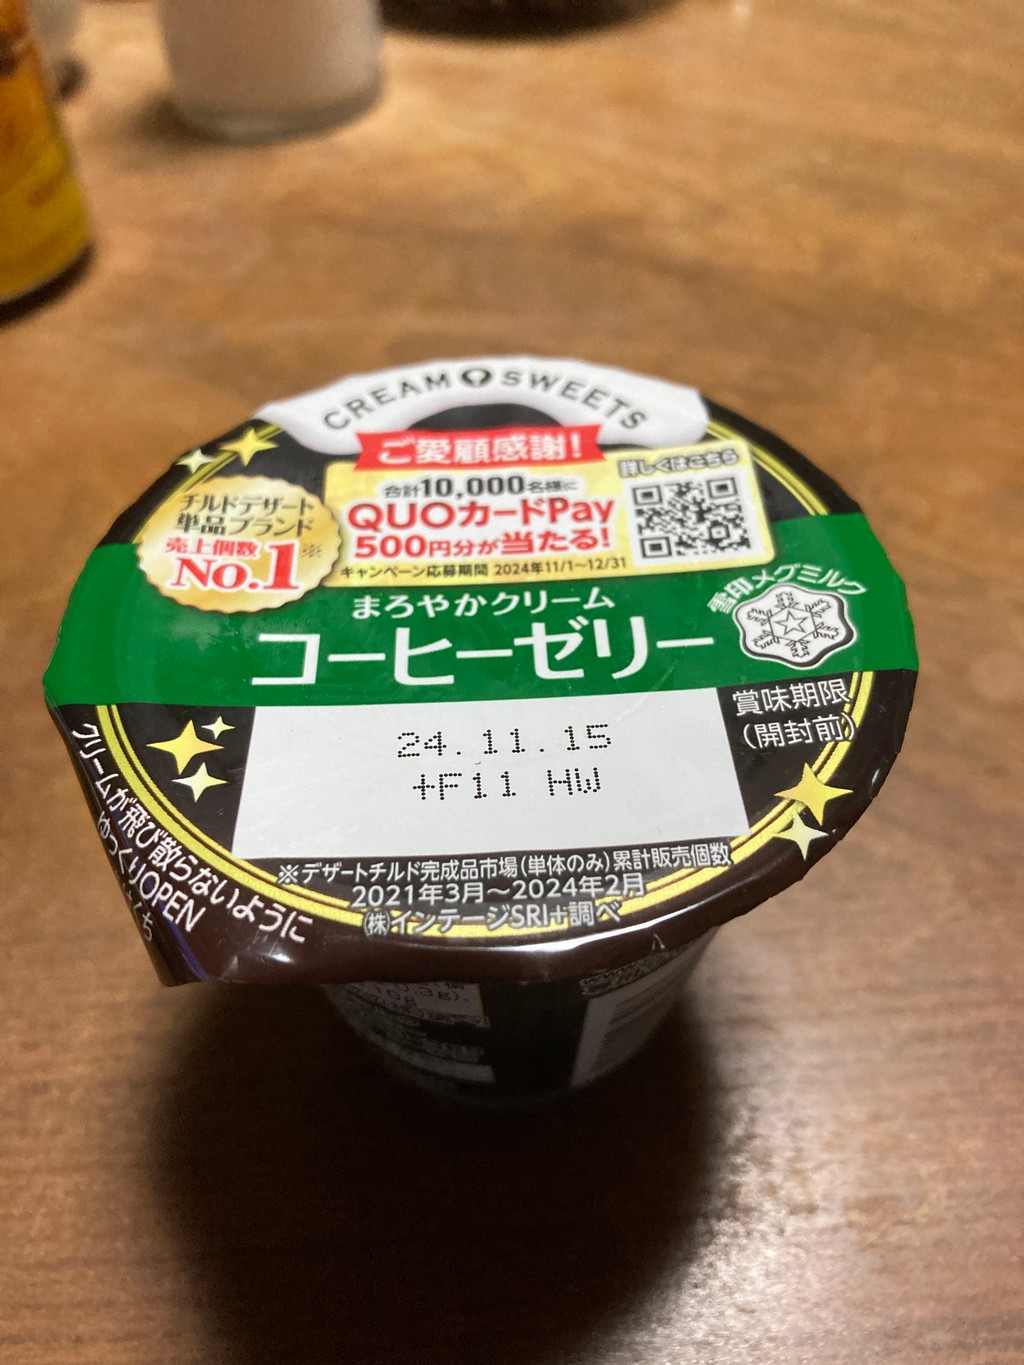 CREAM SWEETS
ご愛顧感謝!
合計10,000名様に
QUOカードPay
500円分が当たる!
キャンペーン応募期間 2024年11/1~12/31
詳しくはこちら
チルドデザート
単品ブランド
売上個数
No.1※
まろやかクリーム
コーヒーゼリー
雪印メグミルク
賞味期限
(開封前)
24.11.15
+F11 HW
※デザートチルド完成品市場(単体のみ)累計販売個数
2021年3月~2024年2月
(株)インテージSRI+調べ
クリームが飛び散らないように
ゆっくりOPEN